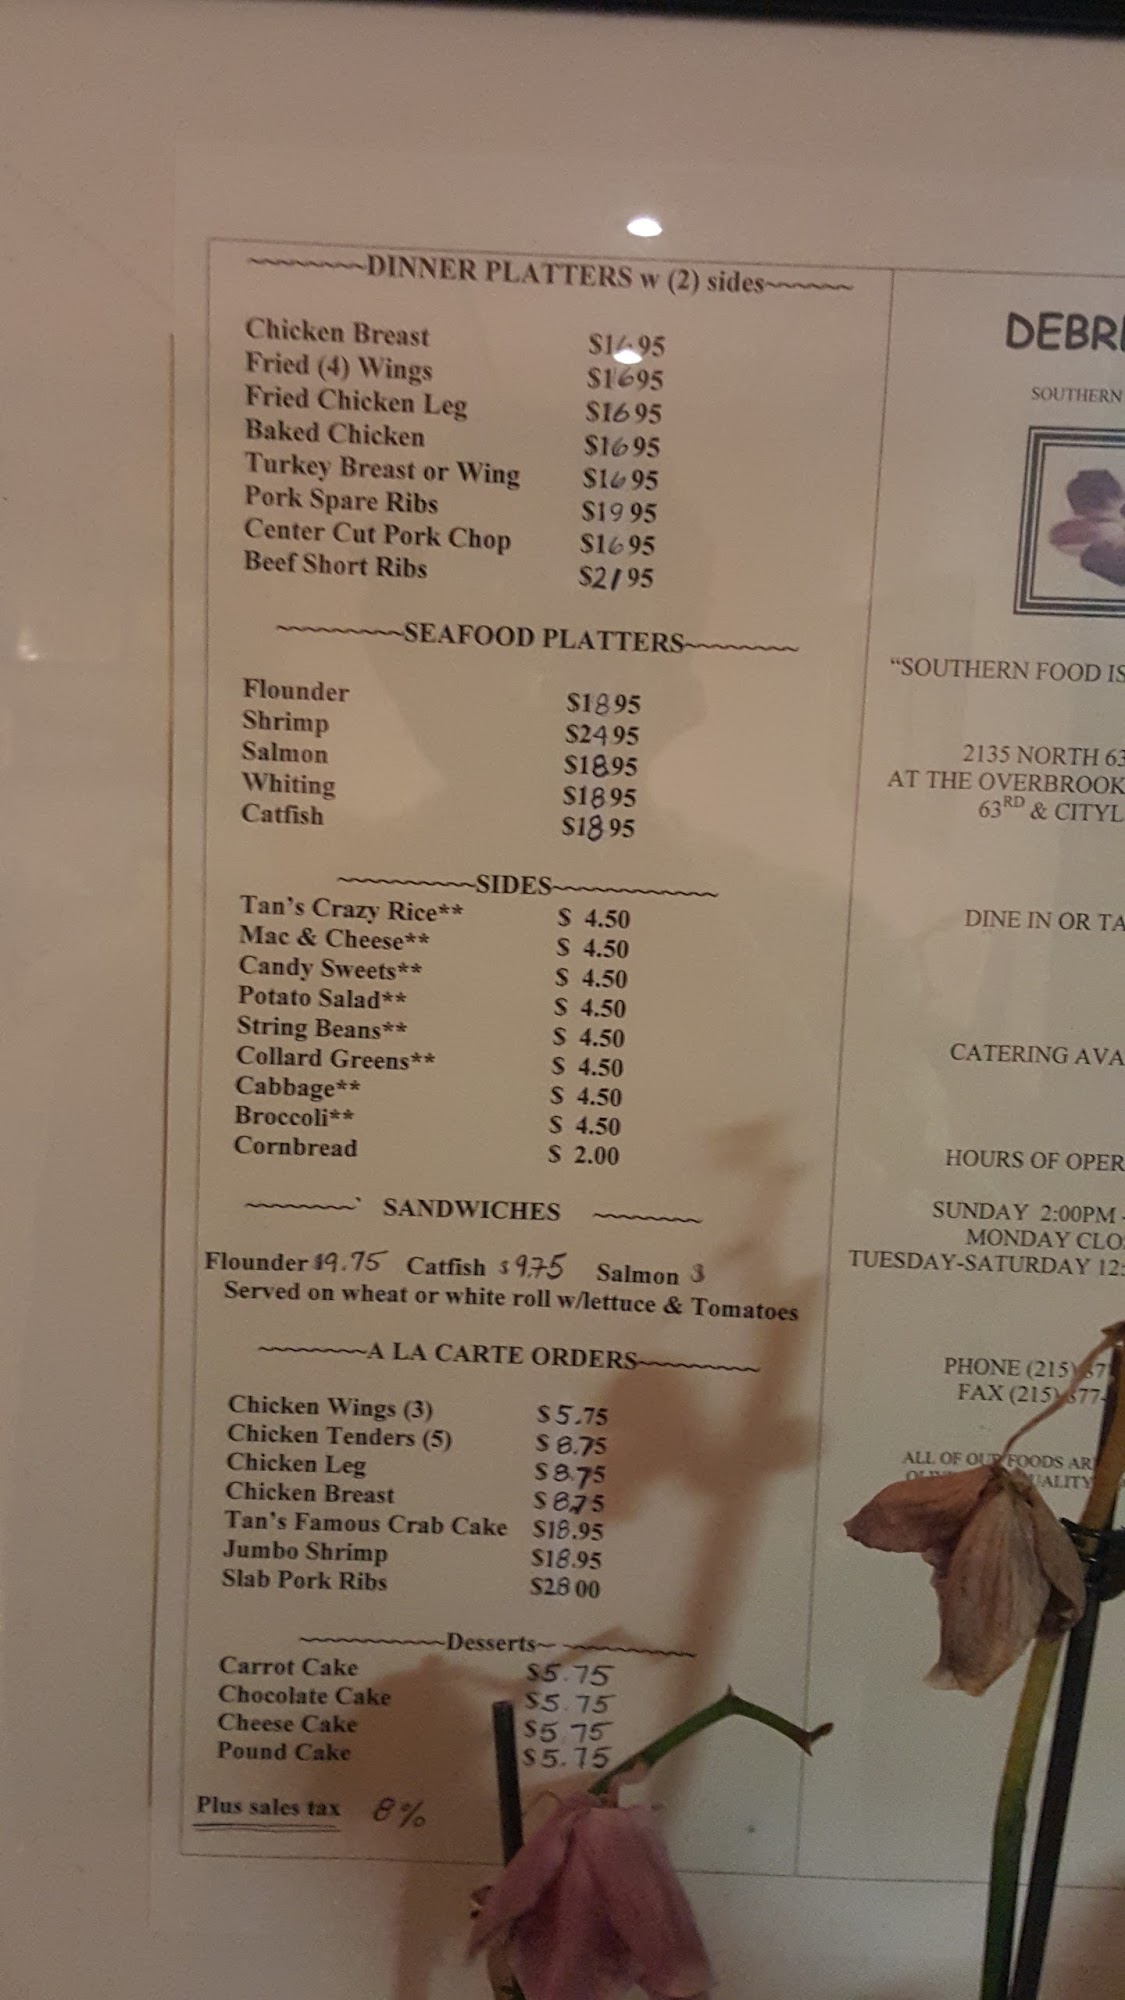 ~~~~~~~~DINNER PLATTERS w (2) sides~~~~~~
Chicken Breast $16 95
Fried (4) Wings $16 95
Fried Chicken Leg $16 95
Baked Chicken $16 95
Turkey Breast or Wing $16 95
Pork Spare Ribs $19 95
Center Cut Pork Chop $16 95
Beef Short Ribs $21 95
~~~~~~~~~SEAFOOD PLATTERS~~~~~~~~
Flounder $18 95
Shrimp $24 95
Salmon $18 95
Whiting $18 95
Catfish $18 95
~~~~~~~~~~SIDES~~~~~~~~~~~~
Tan's Crazy Rice** $ 4.50
Mac & Cheese** $ 4.50
Candy Sweets** $ 4.50
Potato Salad** $ 4.50
String Beans** $ 4.50
Collard Greens** $ 4.50
Cabbage** $ 4.50
Broccoli** $ 4.50
Cornbread $ 2.00
~~~~~~~~` SANDWICHES ~~~~~~~~
Flounder $9.75 Catfish $9.75 Salmon
Served on wheat or white roll w/lettuce & Tomatoes
~~~~~~~~A LA CARTE ORDERS~~~~~~~~~
Chicken Wings (3) $5.75
Chicken Tenders (5) $8.75
Chicken Leg $8.75
Chicken Breast $8.75
Tan's Famous Crab Cake $18.95
Jumbo Shrimp $18.95
Slab Pork Ribs $28 00
~~~~~~~~~~~Desserts~ ~~~~~~~~~~
Carrot Cake $5.75
Chocolate Cake $5.75
Cheese Cake $5.75
Pound Cake $5.75
Plus sales tax 8%
DEBR
SOUTHERN
"SOUTHERN FOOD IS
2135 NORTH 63
AT THE OVERBROOK
63RD & CITYL
DINE IN OR TA
CATERING AVA
HOURS OF OPER
SUNDAY 2:00PM -
MONDAY CLO
TUESDAY-SATURDAY 12:
PHONE (215)
FAX (215) 877-
ALL OF OUR FOODS AR